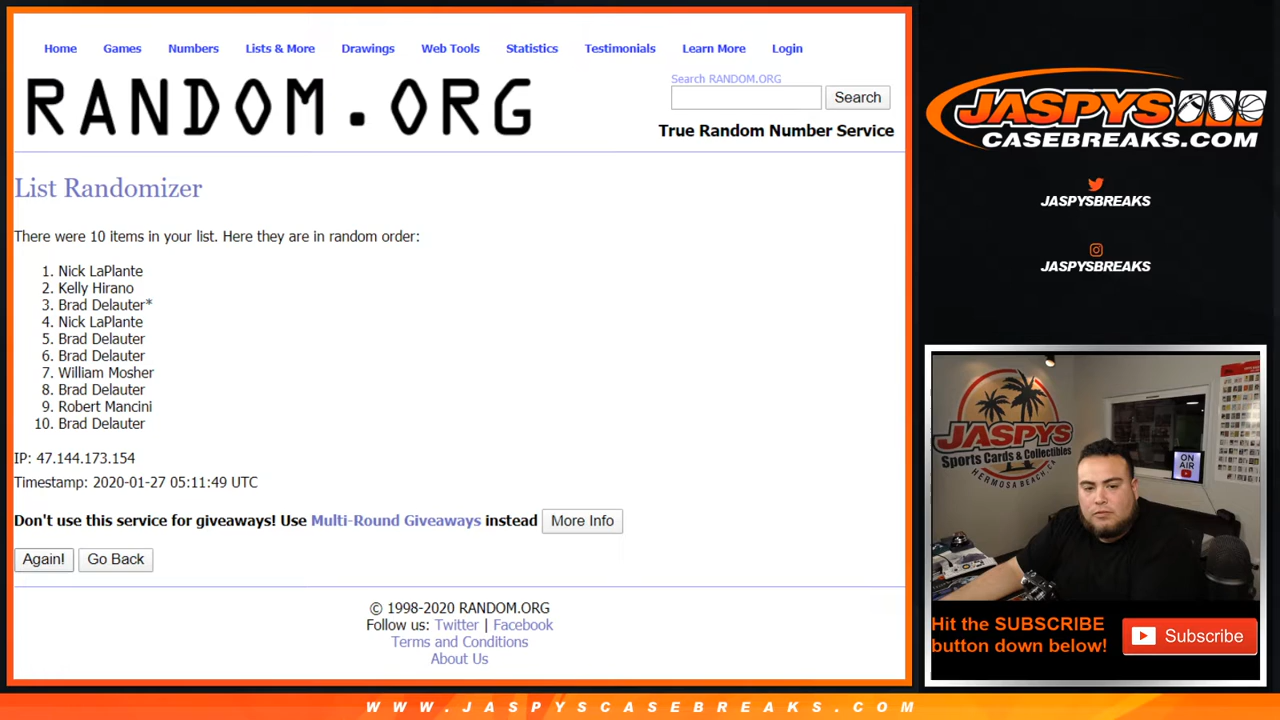 Home Games Numbers Lists & More Drawings Web Tools Statistics Testimonials Learn More Login
RANDOM.ORG
Search RANDOM.ORG
Search
True Random Number Service
List Randomizer
There were 10 items in your list. Here they are in random order:
1. Nick LaPlante
2. Kelly Hirano
3. Brad Delauter*
4. Nick LaPlante
5. Brad Delauter
6. Brad Delauter
7. William Mosher
8. Brad Delauter
9. Robert Mancini
10. Brad Delauter
IP: 47.144.173.154
Timestamp: 2020-01-27 05:11:49 UTC
Don't use this service for giveaways! Use Multi-Round Giveaways instead More Info
Again! Go Back
© 1998-2020 RANDOM.ORG
Follow us: Twitter | Facebook
Terms and Conditions
About Us
JASPYS
CASEBREAKS.COM
JASPYSBREAKS
JASPYSBREAKS
JASPYS
Sports Cards & Collectibles
HERMOSA BEACH, CA
ON
AIR
Hit the SUBSCRIBE
button down below!
Subscribe
WWW.JASPYSCASEBREAKS.COM